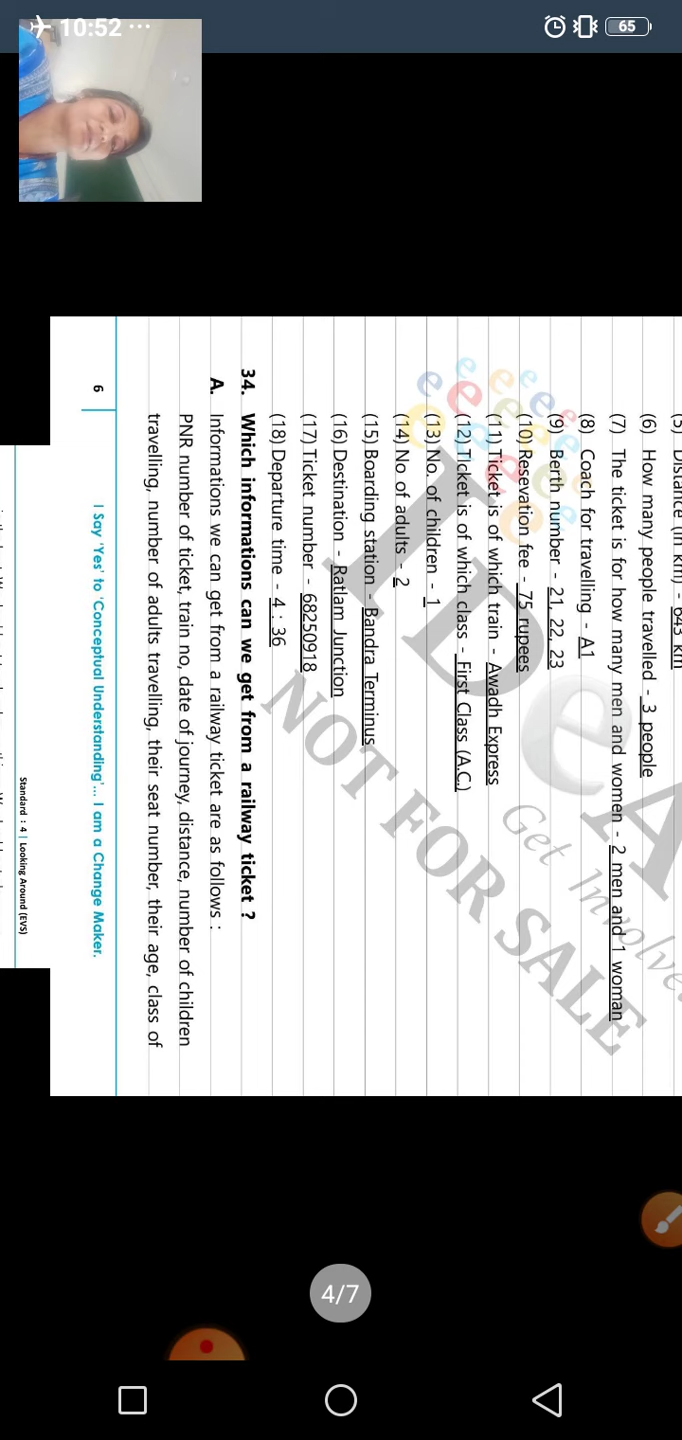 10:52
65
(5) Distance (in km) - 643 km
(6) How many people travelled - 3 people
(7) The ticket is for how many men and women - 2 men and 1 woman
(8) Coach for travelling - A1
(9) Berth number - 21, 22, 23
(10) Resevation fee - 75 rupees
(11) Ticket is of which train - Awadh Express
(12) Ticket is of which class - First Class (A.C.)
(13) No. of children - 1
(14) No of adults - 2
(15) Boarding station - Bandra Terminus
(16) Destination - Ratlam Junction
(17) Ticket number - 68250918
(18) Departure time - 4 : 36
34. Which informations can we get from a railway ticket ?
A. Informations we can get from a railway ticket are as follows :
PNR number of ticket, train no, date of journey, distance, number of children
travelling, number of adults travelling, their seat number, their age, class of
6
I Say 'Yes' to 'Conceptual Understanding'... I am a Change Maker.
Standard : 4 | Looking Around (EVS)
IDeA
Get Involve
NOT FOR SALE
4/7